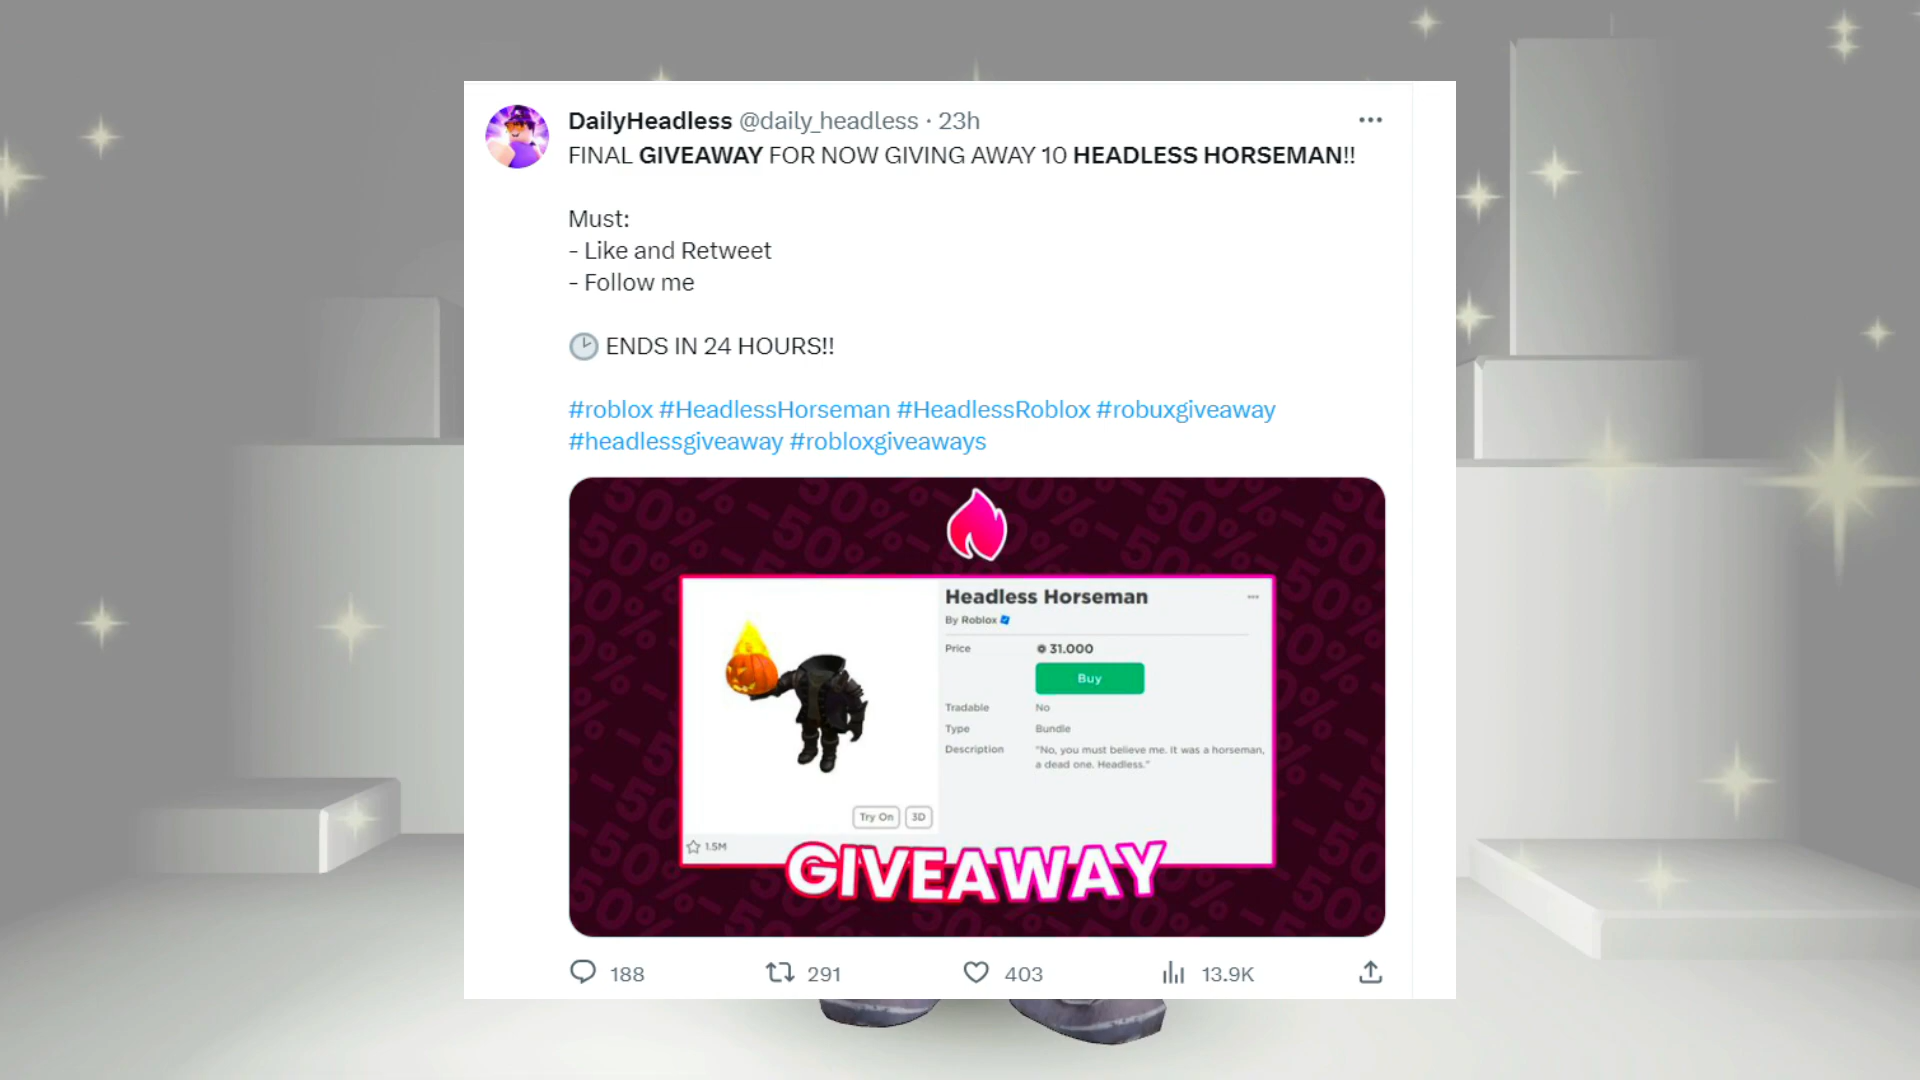 DailyHeadless @daily_headless · 23h
FINAL GIVEAWAY FOR NOW GIVING AWAY 10 HEADLESS HORSEMAN!!
Must:
- Like and Retweet
- Follow me
🕒 ENDS IN 24 HOURS!!
#roblox #HeadlessHorseman #HeadlessRoblox #robuxgiveaway
#headlessgiveaway #robloxgiveaways
Headless Horseman
By Roblox
Price 31.000
Buy
Tradable No
Type Bundle
Description "No, you must believe me. It was a horseman,
a dead one. Headless."
Try On 3D
1.5M
GIVEAWAY
-50%
188 291 403 13.9K